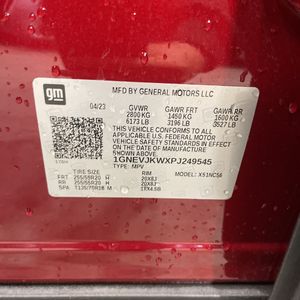 gm
MFD BY GENERAL MOTORS LLC
04/23 GVWR GAWR FRT GAWR RR
2800 KG 1450 KG 1600 KG
6173 LB 3196 LB 3527 LB
THIS VEHICLE CONFORMS TO ALL
APPLICABLE U.S. FEDERAL MOTOR
VEHICLE SAFETY STANDARDS
IN EFFECT ON THE DATE OF MANUFACTURE
SHOWN ABOVE.
1GNEVJKWXPJ249545
TYPE: MPV MODEL: X51NC56
TIRE SIZE RIM
FRT 255/55R20 H 20X8J
RR 255/55R20 H 20X8J
SPA T135/70R18 M 18X4.5B